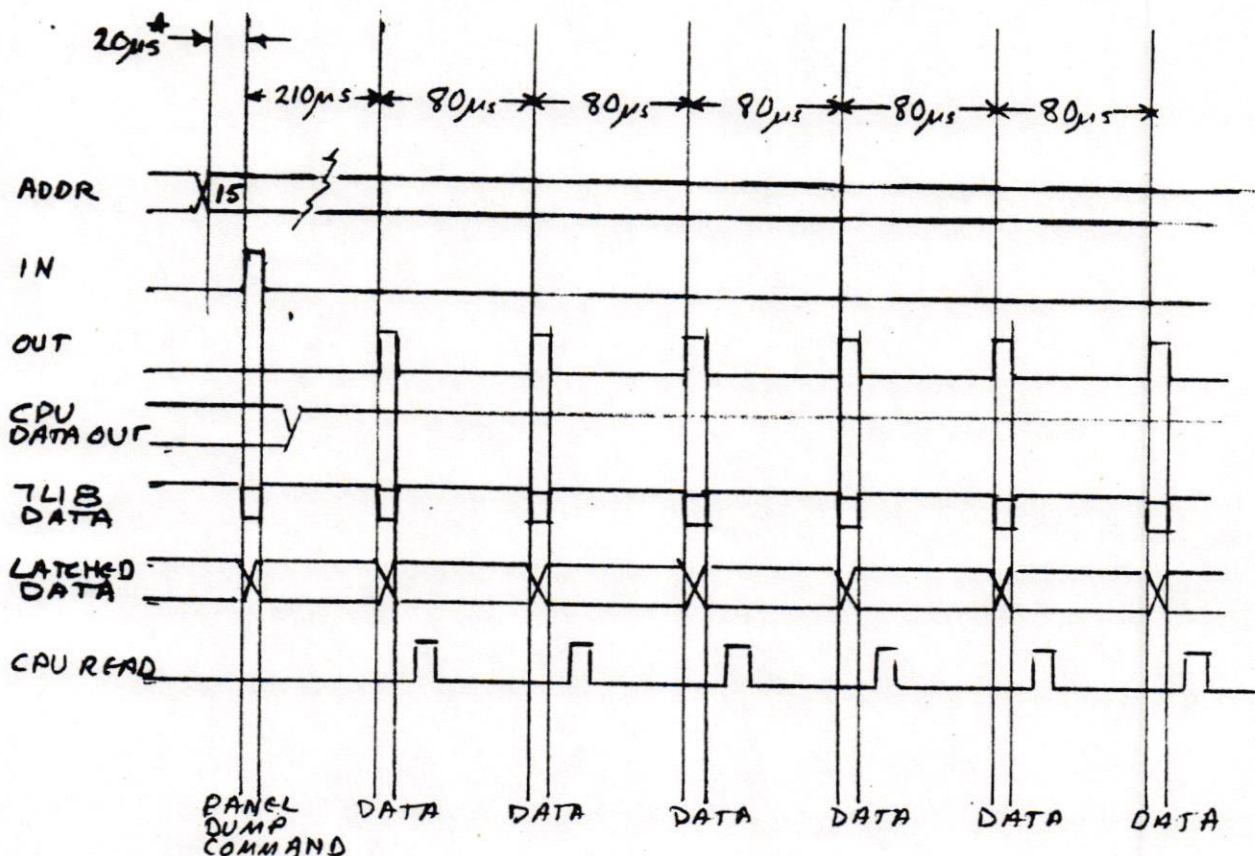 20μs*
210μs 80μs 80μs 80μs 80μs 80μs
ADDR 15
IN
OUT
CPU
DATA OUT
7LIB
DATA
LATCHED
DATA
CPU READ
PANEL
DUMP
COMMAND
DATA DATA DATA DATA DATA DATA